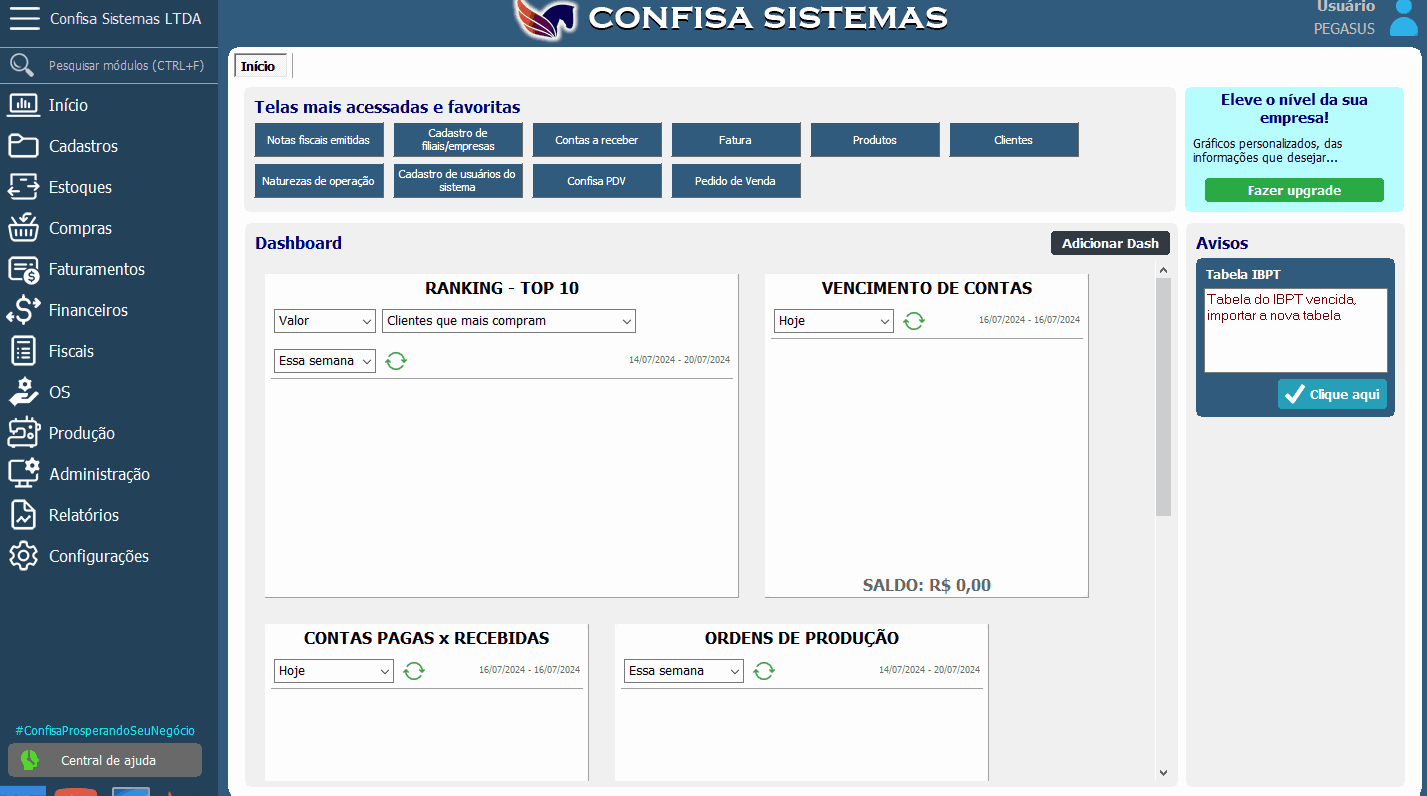 Confisa Sistemas LTDA
Pesquisar módulos (CTRL+F)
Início
Cadastros
Estoques
Compras
Faturamentos
Financeiros
Fiscais
OS
Produção
Administração
Relatórios
Configurações
#ConfisaProsperandoSeuNegócio
Central de ajuda
CONFISA SISTEMAS
Usuário
PEGASUS
Início
Telas mais acessadas e favoritas
Notas fiscais emitidas
Cadastro de
filiais/empresas
Contas a receber
Fatura
Produtos
Clientes
Naturezas de operação
Cadastro de usuários do
sistema
Confisa PDV
Pedido de Venda
Eleve o nível da sua
empresa!
Gráficos personalizados, das
informações que desejar...
Fazer upgrade
Dashboard
Adicionar Dash
RANKING - TOP 10
Valor
Clientes que mais compram
Essa semana
14/07/2024 - 20/07/2024
VENCIMENTO DE CONTAS
Hoje
16/07/2024 - 16/07/2024
SALDO: R$ 0,00
CONTAS PAGAS x RECEBIDAS
Hoje
16/07/2024 - 16/07/2024
ORDENS DE PRODUÇÃO
Essa semana
14/07/2024 - 20/07/2024
Avisos
Tabela IBPT
Tabela do IBPT vencida,
importar a nova tabela
Clique aqui